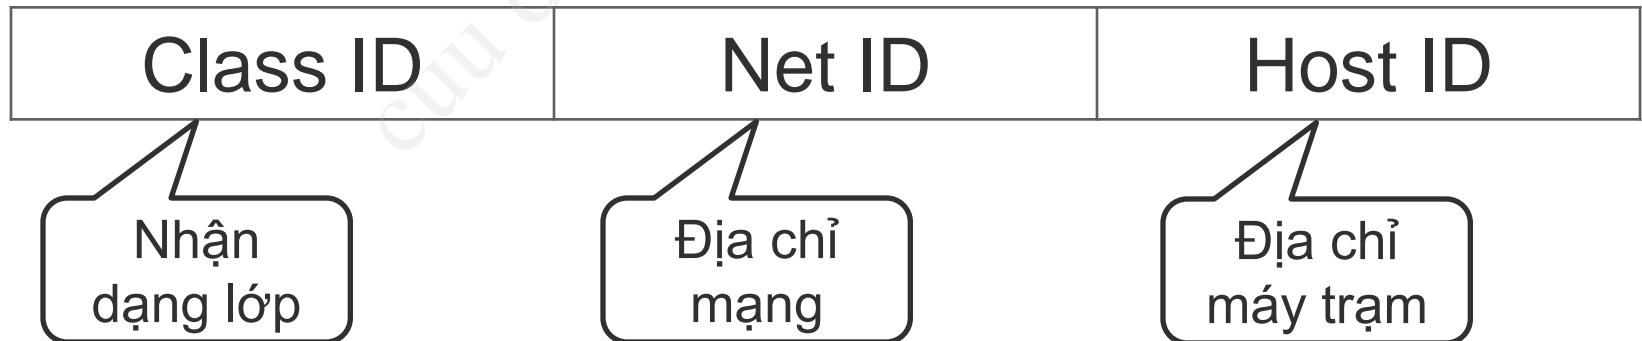 Class ID Net ID Host ID
Nhận
dạng lớp
Địa chỉ
mạng
Địa chỉ
máy trạm